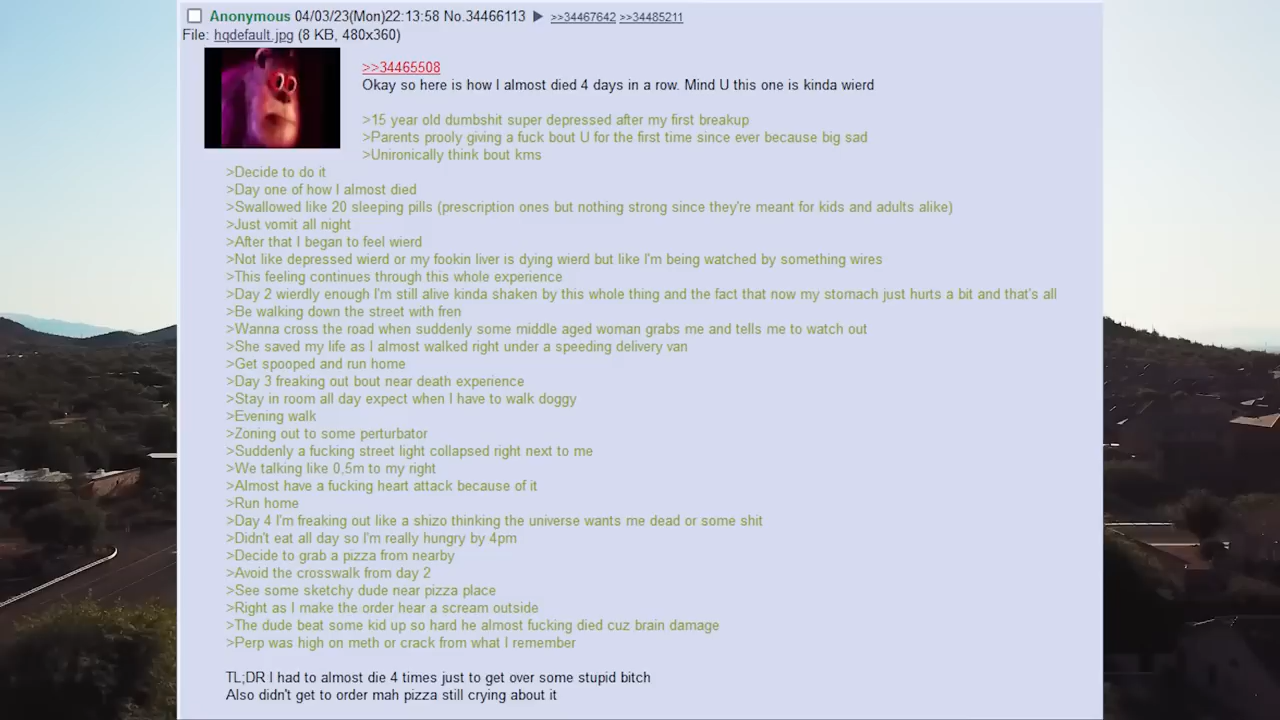 Anonymous 04/03/23(Mon)22:13:58 No.34466113 ▶ >>34467642 >>34485211
File: hqdefault.jpg (8 KB, 480x360)
>>34465508
Okay so here is how I almost died 4 days in a row. Mind U this one is kinda wierd
>15 year old dumbshit super depressed after my first breakup
>Parents prooly giving a fuck bout U for the first time since ever because big sad
>Unironically think bout kms
>Decide to do it
>Day one of how I almost died
>Swallowed like 20 sleeping pills (prescription ones but nothing strong since they're meant for kids and adults alike)
>Just vomit all night
>After that I began to feel wierd
>Not like depressed wierd or my fookin liver is dying wierd but like I'm being watched by something wires
>This feeling continues through this whole experience
>Day 2 wierdly enough I'm still alive kinda shaken by this whole thing and the fact that now my stomach just hurts a bit and that's all
>Be walking down the street with fren
>Wanna cross the road when suddenly some middle aged woman grabs me and tells me to watch out
>She saved my life as I almost walked right under a speeding delivery van
>Get spooped and run home
>Day 3 freaking out bout near death experience
>Stay in room all day expect when I have to walk doggy
>Evening walk
>Zoning out to some perturbator
>Suddenly a fucking street light collapsed right next to me
>We talking like 0,5m to my right
>Almost have a fucking heart attack because of it
>Run home
>Day 4 I'm freaking out like a shizo thinking the universe wants me dead or some shit
>Didn't eat all day so I'm really hungry by 4pm
>Decide to grab a pizza from nearby
>Avoid the crosswalk from day 2
>See some sketchy dude near pizza place
>Right as I make the order hear a scream outside
>The dude beat some kid up so hard he almost fucking died cuz brain damage
>Perp was high on meth or crack from what I remember
TL;DR I had to almost die 4 times just to get over some stupid bitch
Also didn't get to order mah pizza still crying about it